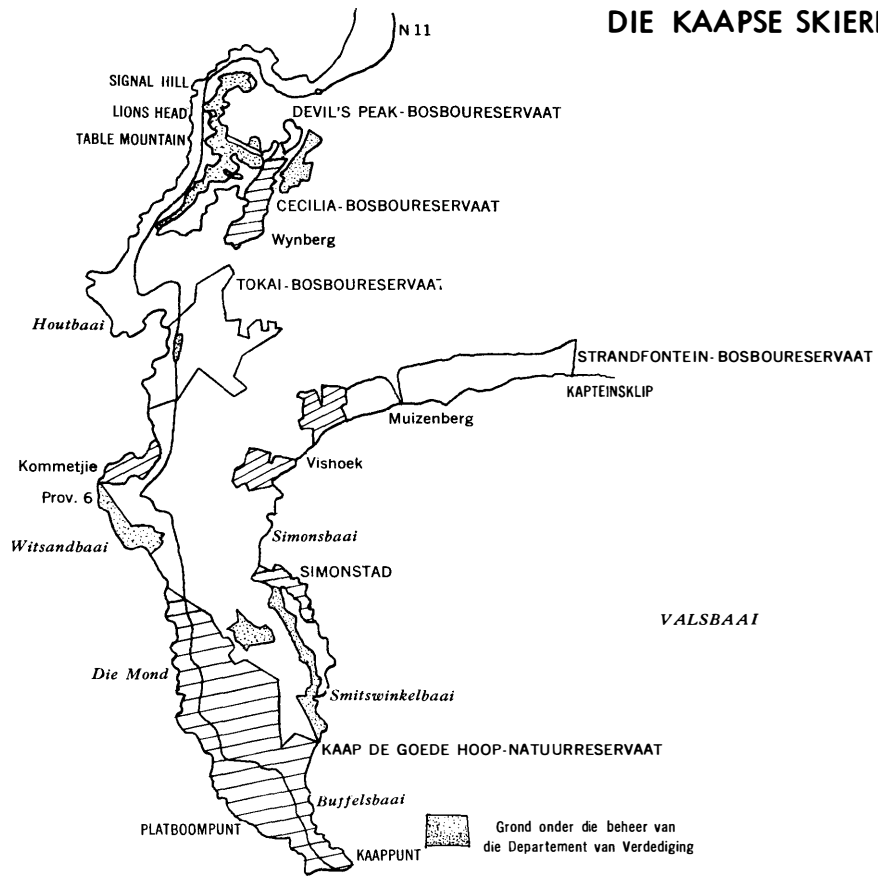 DIE KAAPSE SKIERE
N 11
SIGNAL HILL
LIONS HEAD
DEVIL'S PEAK-BOSBOURESERVAAT
TABLE MOUNTAIN
CECILIA-BOSBOURESERVAAT
Wynberg
TOKAI-BOSBOURESERVAAT
Houtbaai
STRANDFONTEIN-BOSBOURESERVAAT
KAPTEINSKLIP
Muizenberg
Kommetjie
Vishoek
Prov. 6
Witsandbaai
Simonsbaai
SIMONSTAD
VALSBAAI
Die Mond
Smitswinkelbaai
KAAP DE GOEDE HOOP-NATUURRESERVAAT
Buffelsbaai
PLATBOOMPUNT
Grond onder die beheer van
die Departement van Verdediging
KAAPPUNT